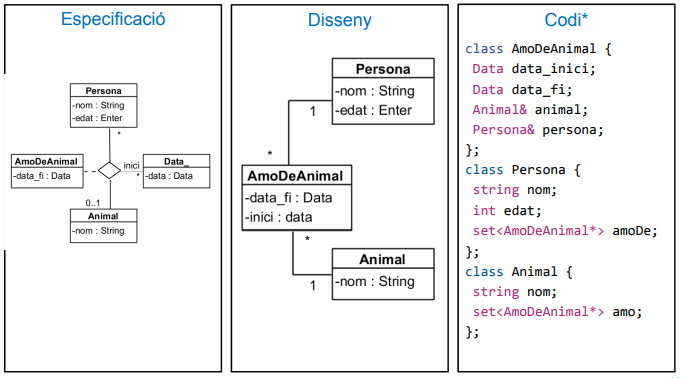 Especificació
Persona
-nom : String
-edat : Enter
*
AmoDeAnimal
-data_fi : Data
inici
*
Data_
-data : Data
0..1
Animal
-nom : String
Disseny
Persona
-nom : String
-edat : Enter
1
*
AmoDeAnimal
-data_fi : Data
-inici : data
*
1
Animal
-nom : String
Codi*
class AmoDeAnimal {
Data data_inici;
Data data_fi;
Animal& animal;
Persona& persona;
};
class Persona {
string nom;
int edat;
set<AmoDeAnimal*> amoDe;
};
class Animal {
string nom;
set<AmoDeAnimal*> amo;
};